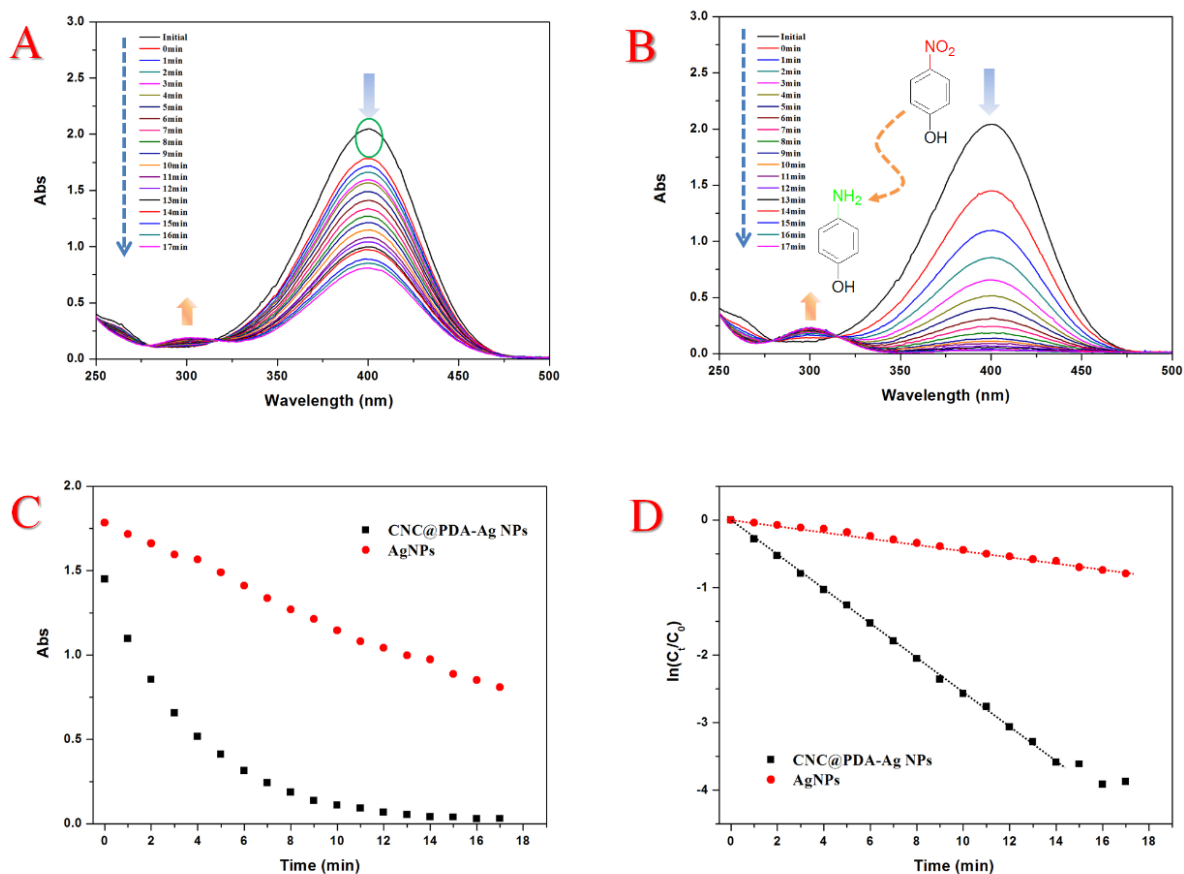 A
3.0
2.5
2.0
1.5
1.0
0.5
0.0
Abs
Initial
0min
1min
2min
3min
4min
5min
6min
7min
8min
9min
10min
11min
12min
13min
14min
15min
16min
17min
250 300 350 400 450 500
Wavelength (nm)
B
3.0
2.5
2.0
1.5
1.0
0.5
0.0
Abs
Initial
0min
1min
2min
3min
4min
5min
6min
7min
8min
9min
10min
11min
12min
13min
14min
15min
16min
17min
NO2
OH
NH2
OH
250 300 350 400 450 500
Wavelength (nm)
C
2.0
1.5
1.0
0.5
0.0
Abs
CNC@PDA-Ag NPs
AgNPs
0 2 4 6 8 10 12 14 16 18
Time (min)
D
0
-1
-2
-3
-4
ln(Ct/C0)
CNC@PDA-Ag NPs
AgNPs
0 2 4 6 8 10 12 14 16 18
Time (min)